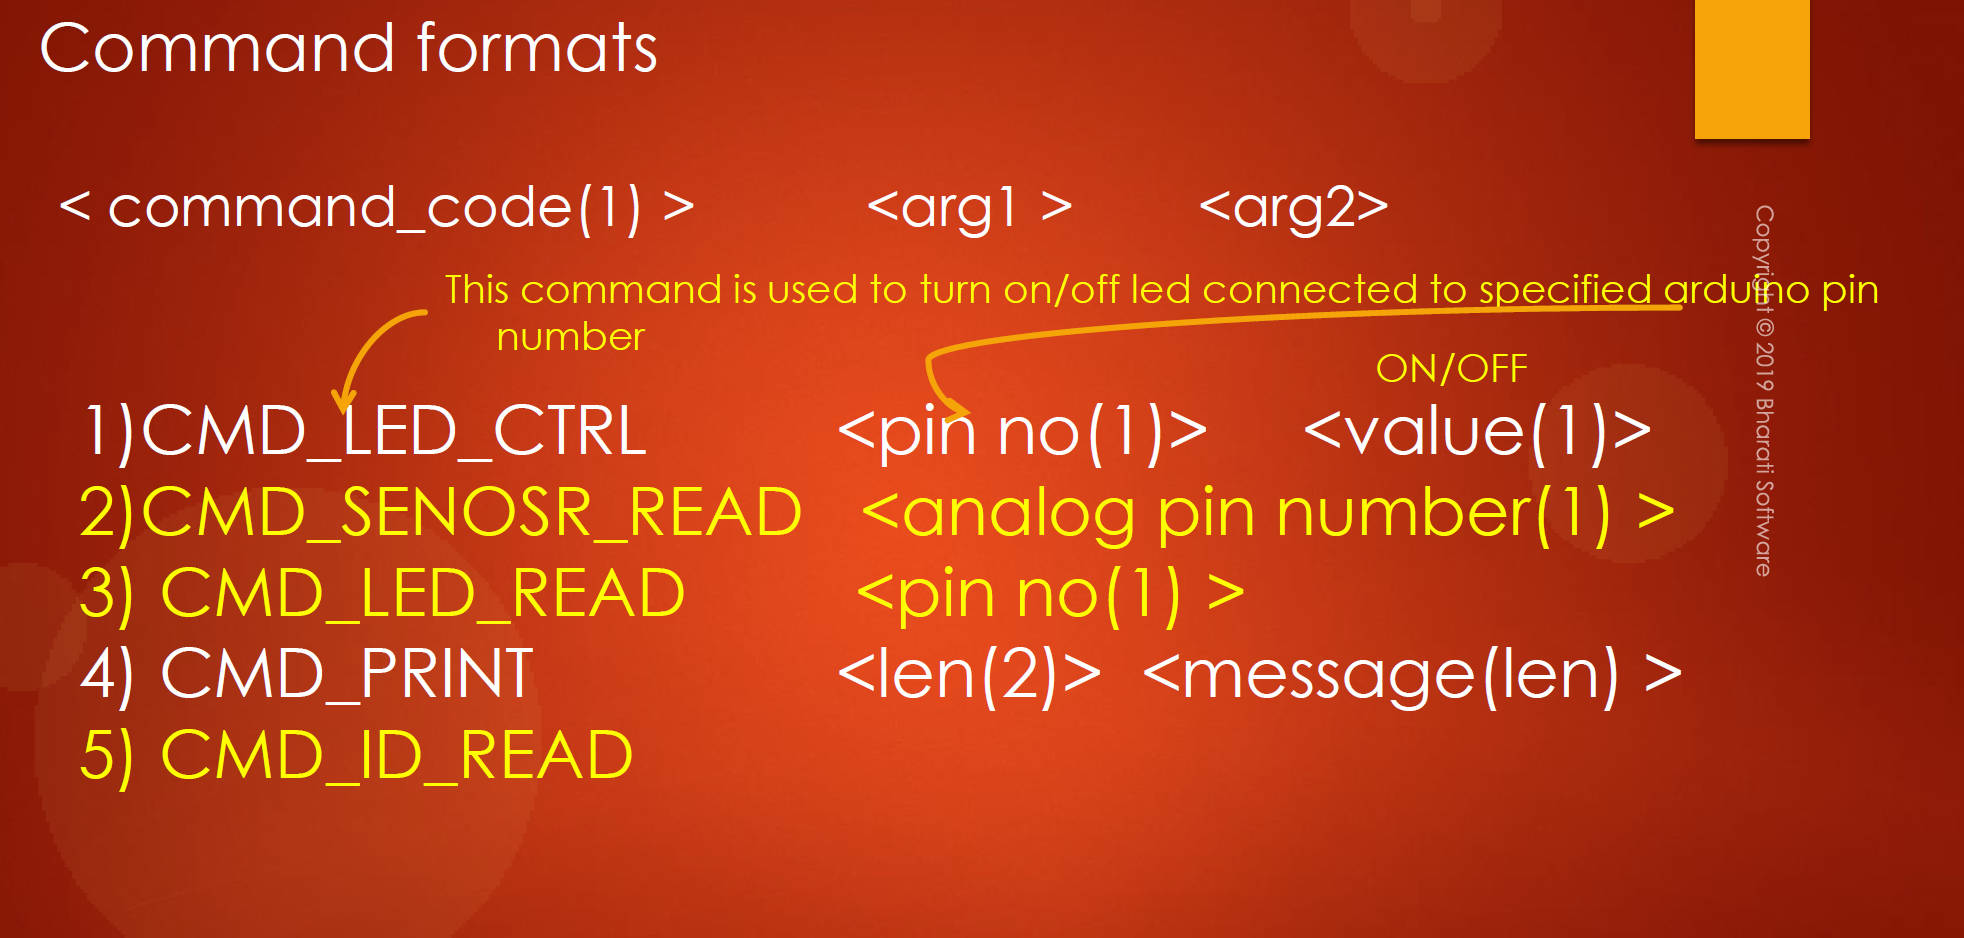 Command formats
< command_code(1) > <arg1 > <arg2>
This command is used to turn on/off led connected to specified arduino pin
number
ON/OFF
1)CMD_LED_CTRL <pin no(1)> <value(1)>
2)CMD_SENOSR_READ <analog pin number(1) >
3) CMD_LED_READ <pin no(1) >
4) CMD_PRINT <len(2)> <message(len) >
5) CMD_ID_READ
Copyright © 2019 Bharati Software